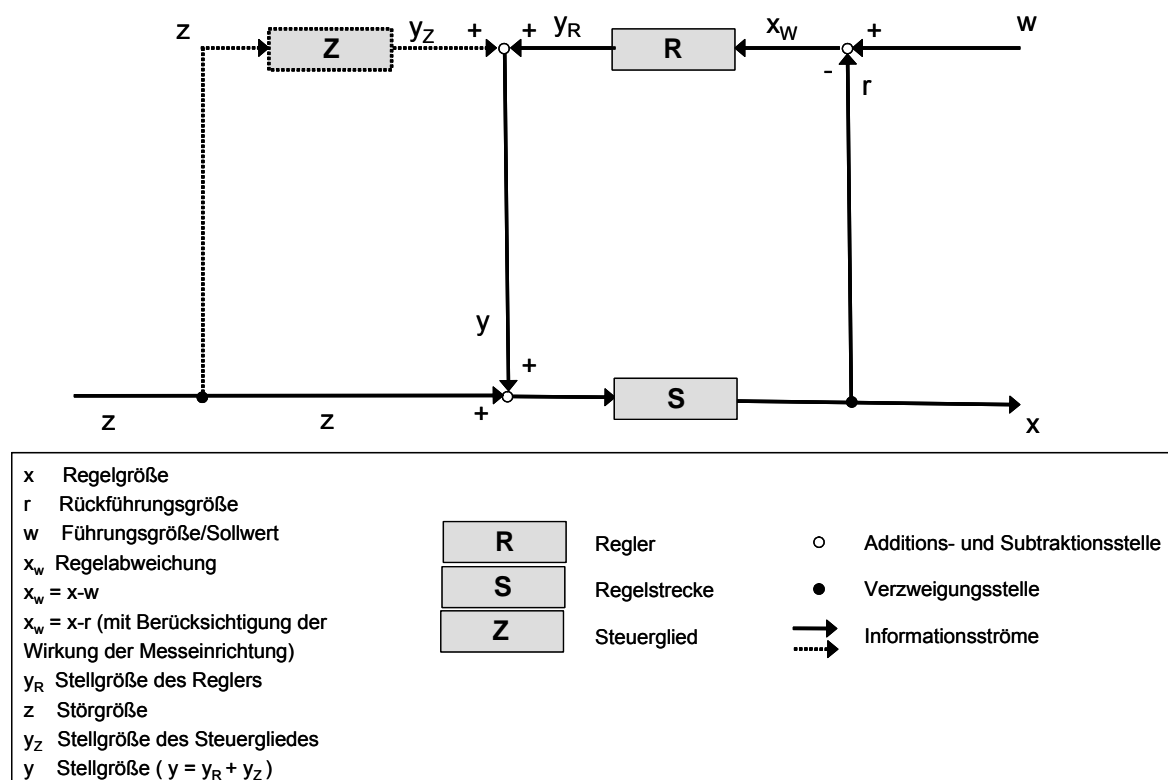 z
Z
y_Z
+
+
y_R
R
x_w
+
w
-
r
y
+
z
z
+
S
x
x Regelgröße
r Rückführungsgröße
w Führungsgröße/Sollwert
x_w Regelabweichung
x_w = x-w
x_w = x-r (mit Berücksichtigung der
Wirkung der Messeinrichtung)
y_R Stellgröße des Reglers
z Störgröße
y_Z Stellgröße des Steuergliedes
y Stellgröße ( y = y_R + y_Z )
R Regler
S Regelstrecke
Z Steuerglied
Additions- und Subtraktionsstelle
Verzweigungsstelle
Informationsströme